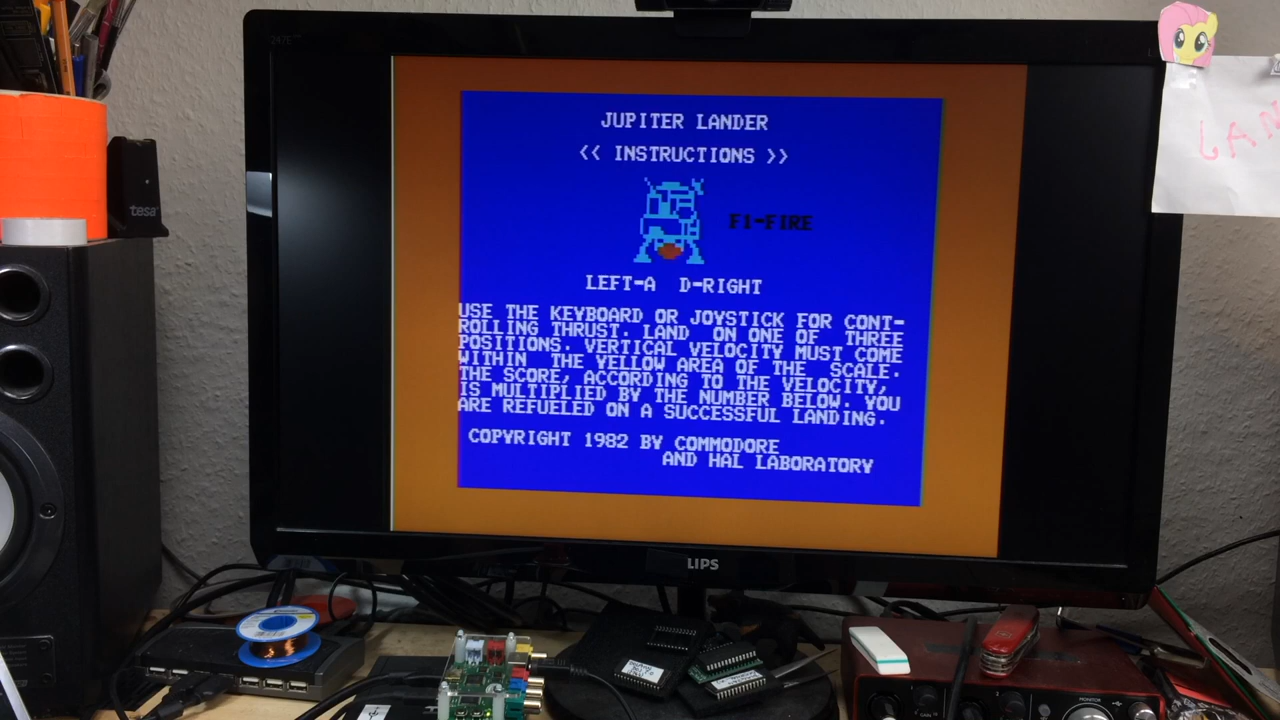 247E
tesa
JUPITER LANDER
<< INSTRUCTIONS >>
F1-FIRE
LEFT-A D-RIGHT
USE THE KEYBOARD OR JOYSTICK FOR CONT-
ROLLING THRUST. LAND ON ONE OF THREE
POSITIONS. VERTICAL VELOCITY MUST COME
WITHIN THE YELLOW AREA OF THE SCALE.
THE SCORE, ACCORDING TO THE VELOCITY,
IS MULTIPLIED BY THE NUMBER BELOW. YOU
ARE REFUELED ON A SUCCESSFUL LANDING.
COPYRIGHT 1982 BY COMMODORE
AND HAL LABORATORY
LIPS
MONITOR